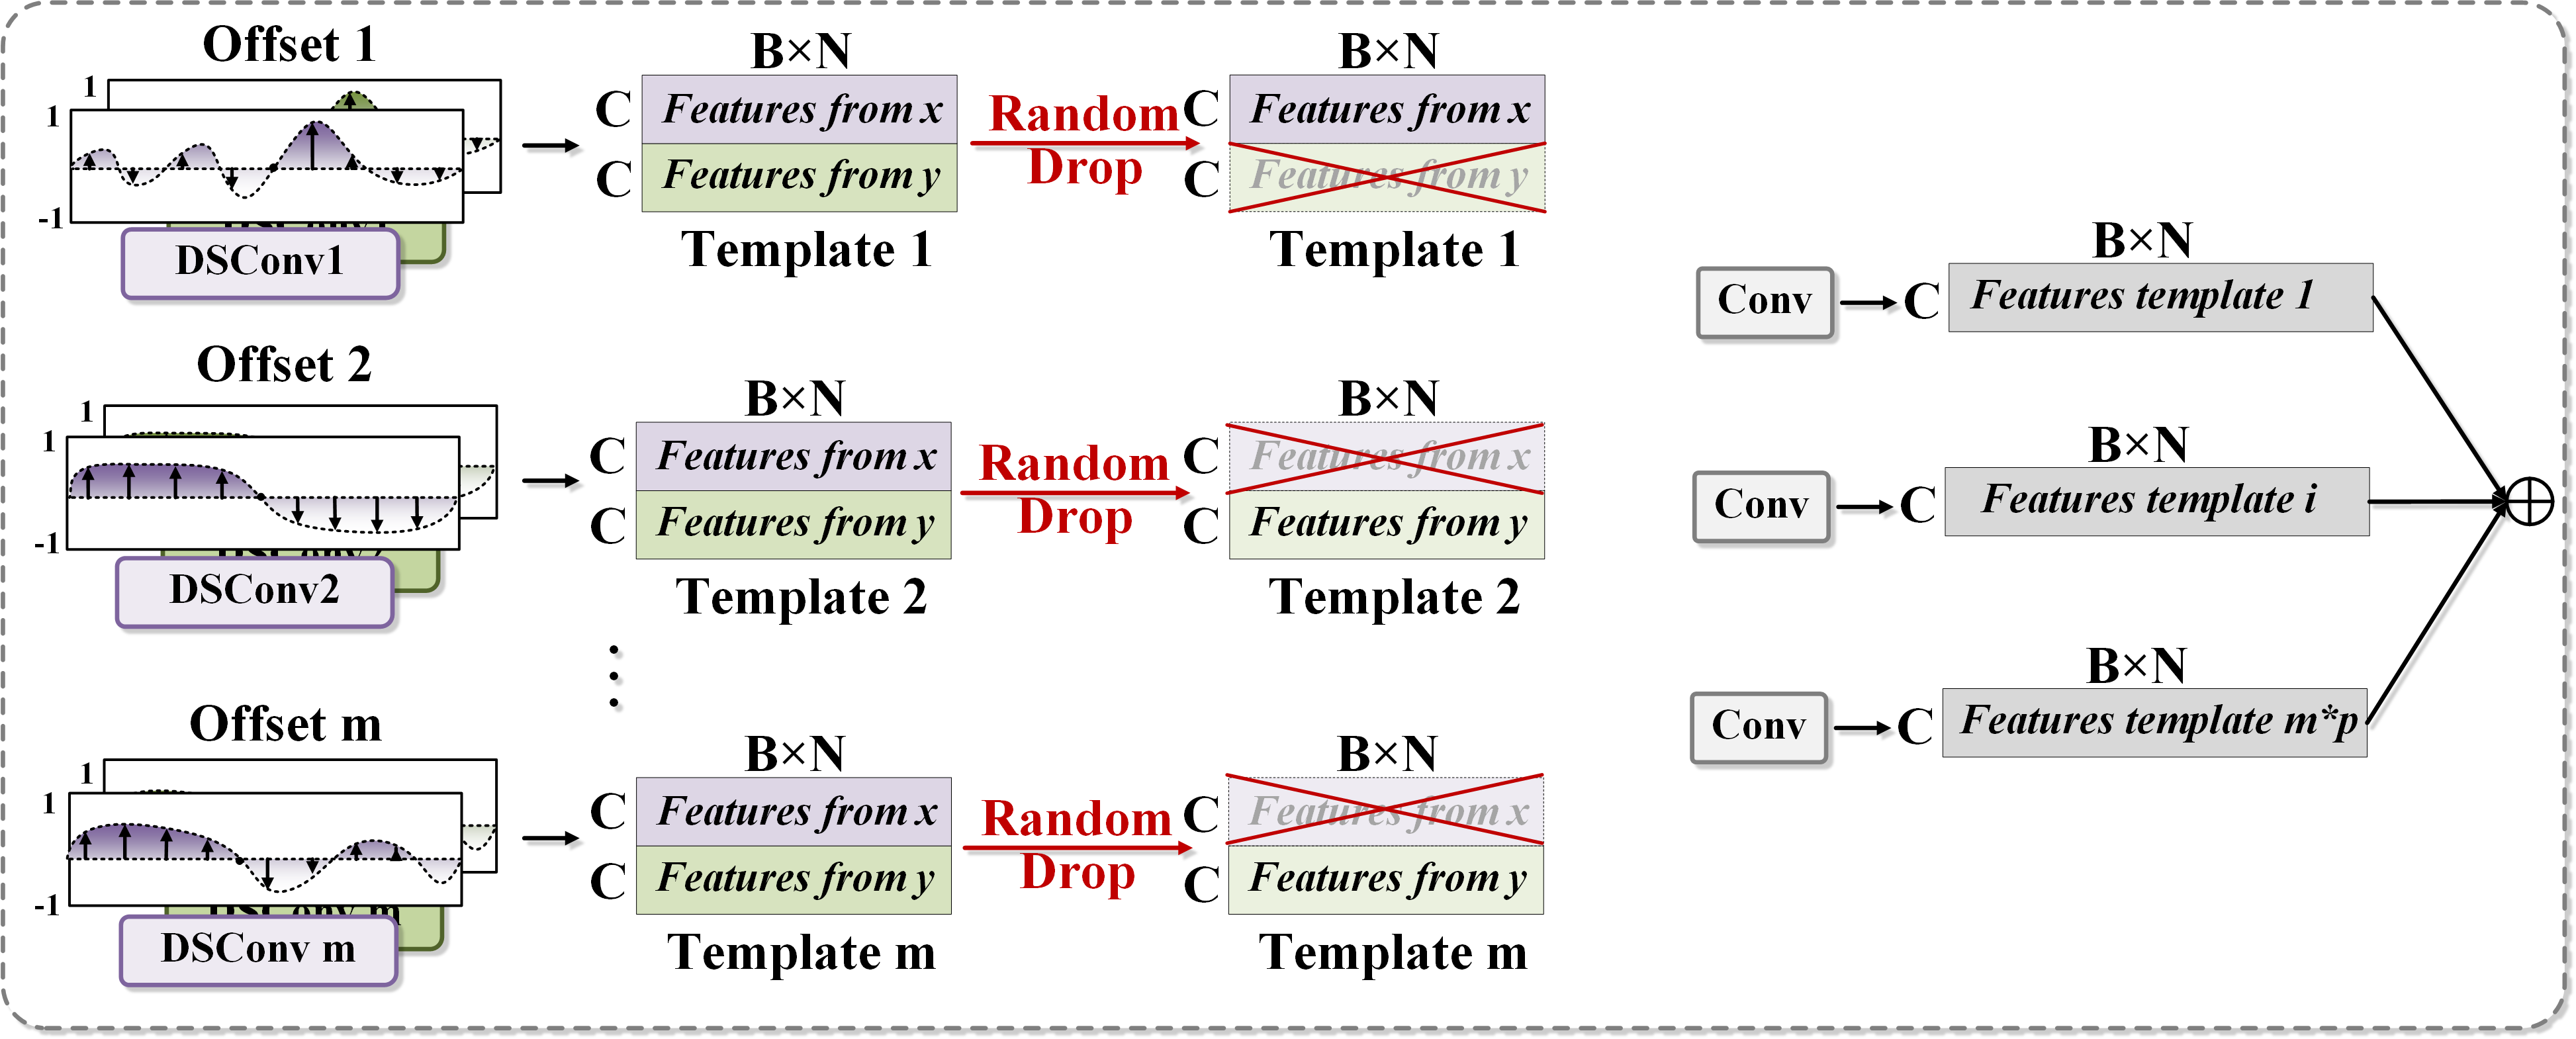 Offset 1
1
1
-1
DSConv1
B×N
C
Features from x
C
Features from y
Template 1
Random
Drop
B×N
C
Features from x
C
Features from y
Template 1
Offset 2
1
1
-1
DSConv2
B×N
C
Features from x
C
Features from y
Template 2
Random
Drop
B×N
C
Features from x
C
Features from y
Template 2
Offset m
1
1
-1
DSConv m
DSConv m
B×N
C
Features from x
C
Features from y
Template m
Random
Drop
B×N
C
Features from x
C
Features from y
Template m
Conv
C
B×N
Features template 1
Conv
C
B×N
Features template i
Conv
C
B×N
Features template m*p